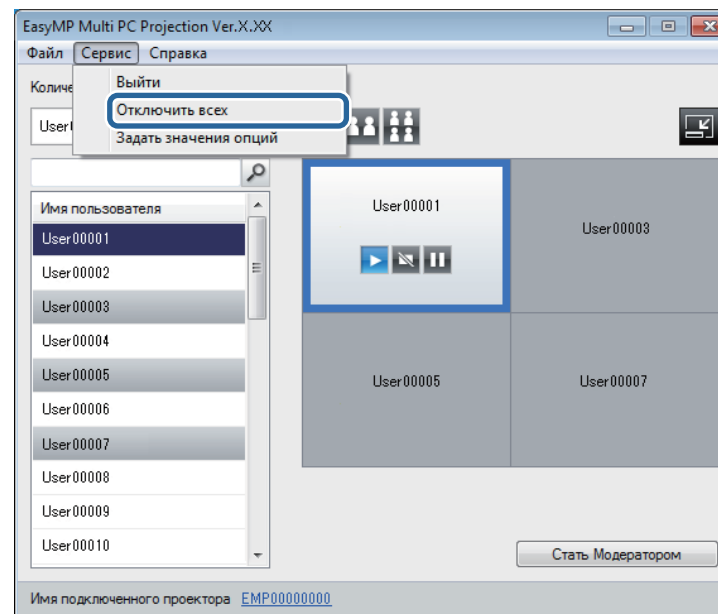 EasyMP Multi PC Projection Ver.X.XX
Файл Сервис Справка
Выйти
Отключить всех
Задать значения опций
Имя пользователя
User00001
User00002
User00003
User00004
User00005
User00006
User00007
User00008
User00009
User00010
User00001
User00003
User00005
User00007
Стать Модератором
Имя подключенного проектора EMP00000000